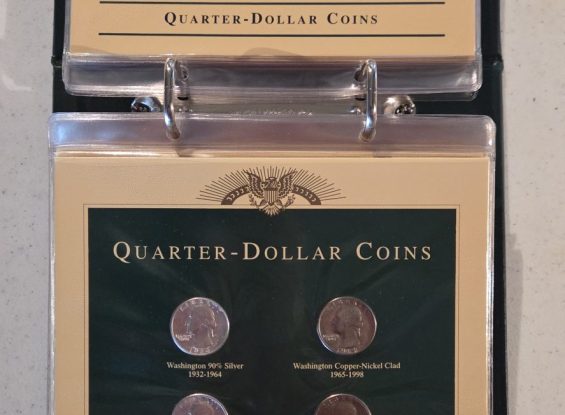 QUARTER-DOLLAR COINS
QUARTER-DOLLAR COINS
Washington 90% Silver
1932-1964
Washington Copper-Nickel Clad
1965-1998